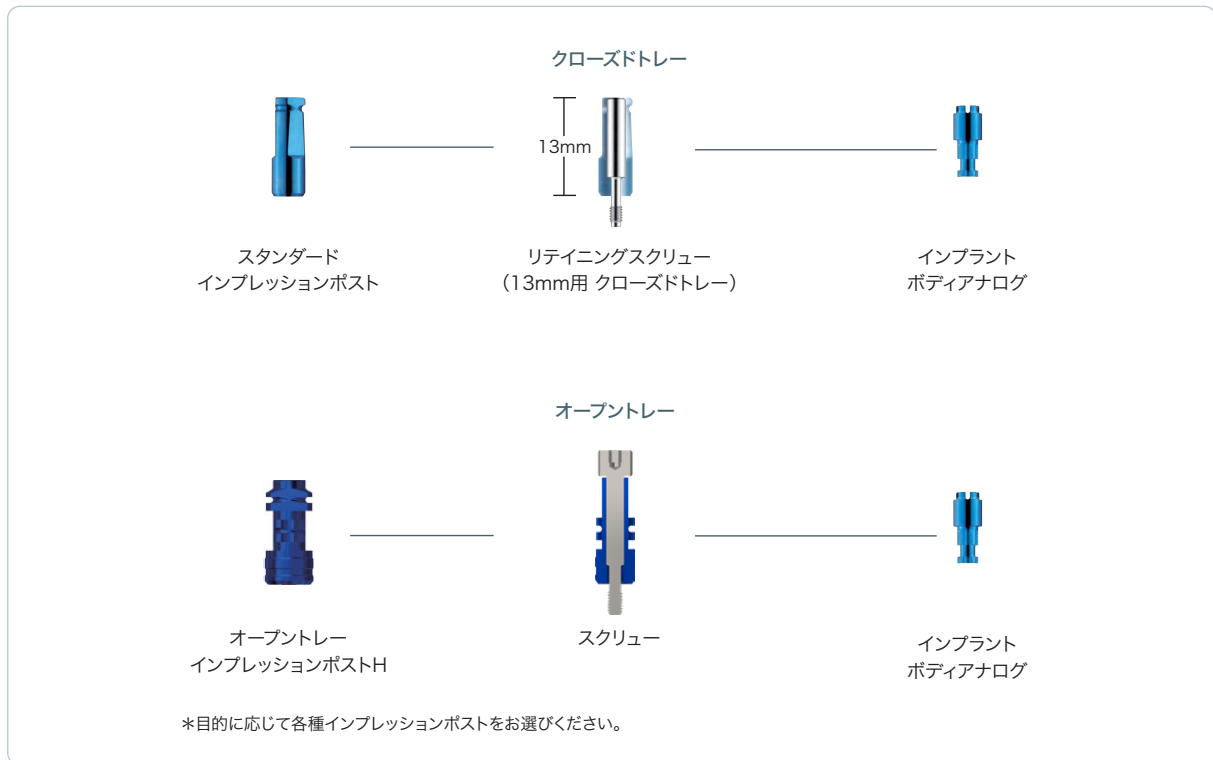 クローズドトレー
13mm
スタンダード
インプレッションポスト
リテイニングスクリュー
（13mm用 クローズドトレー）
インプラント
ボディアナログ
オープントレー
オープントレー
インプレッションポストH
スクリュー
インプラント
ボディアナログ
＊目的に応じて各種インプレッションポストをお選びください。